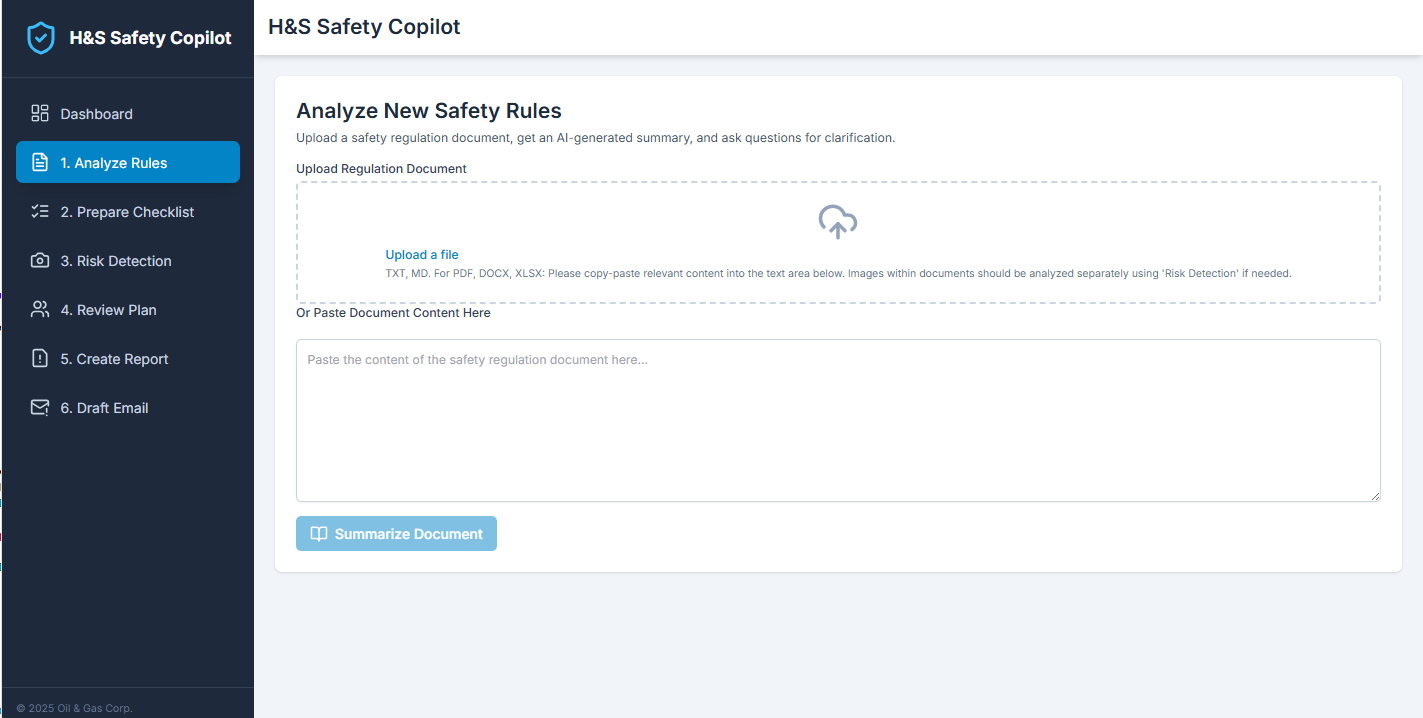 H&S Safety Copilot
Dashboard
1. Analyze Rules
2. Prepare Checklist
3. Risk Detection
4. Review Plan
5. Create Report
6. Draft Email
© 2025 Oil & Gas Corp.
H&S Safety Copilot
Analyze New Safety Rules
Upload a safety regulation document, get an AI-generated summary, and ask questions for clarification.
Upload Regulation Document
Upload a file
TXT, MD. For PDF, DOCX, XLSX: Please copy-paste relevant content into the text area below. Images within documents should be analyzed separately using 'Risk Detection' if needed.
Or Paste Document Content Here
Paste the content of the safety regulation document here...
Summarize Document